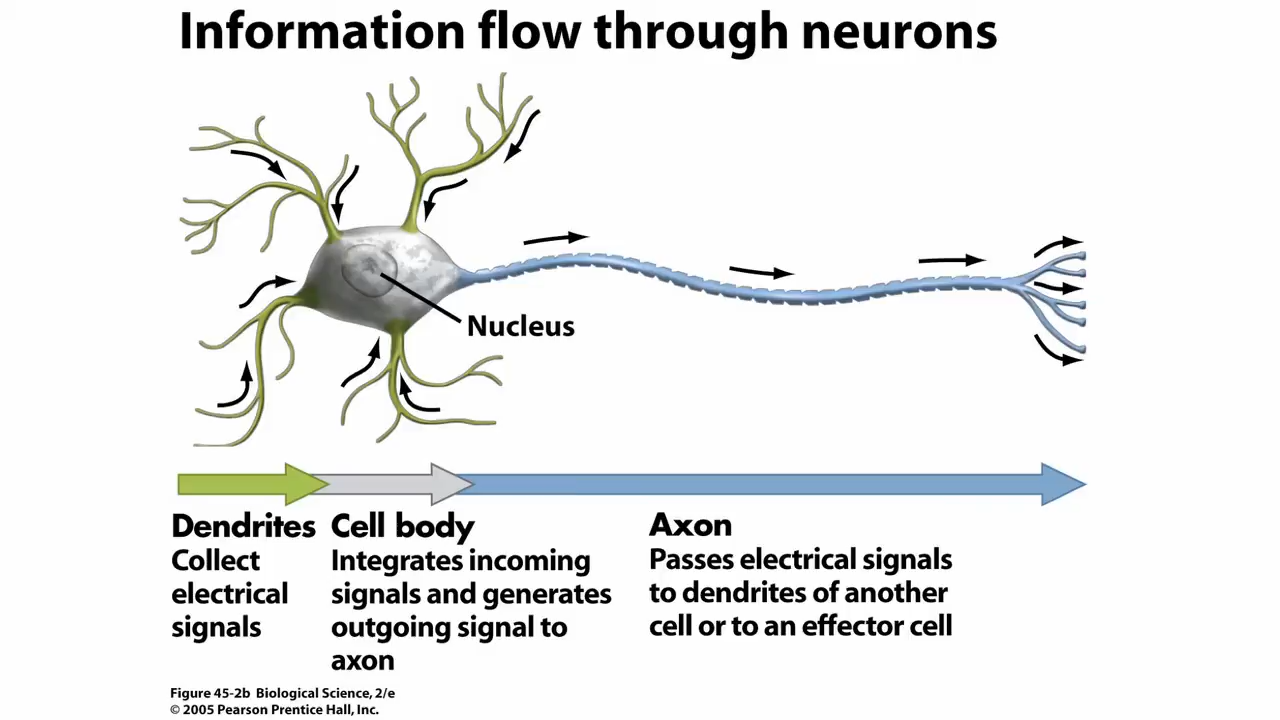 Information flow through neurons
Nucleus
Dendrites
Collect
electrical
signals
Cell body
Integrates incoming
signals and generates
outgoing signal to
axon
Axon
Passes electrical signals
to dendrites of another
cell or to an effector cell
Figure 45-2b Biological Science, 2/e
© 2005 Pearson Prentice Hall, Inc.